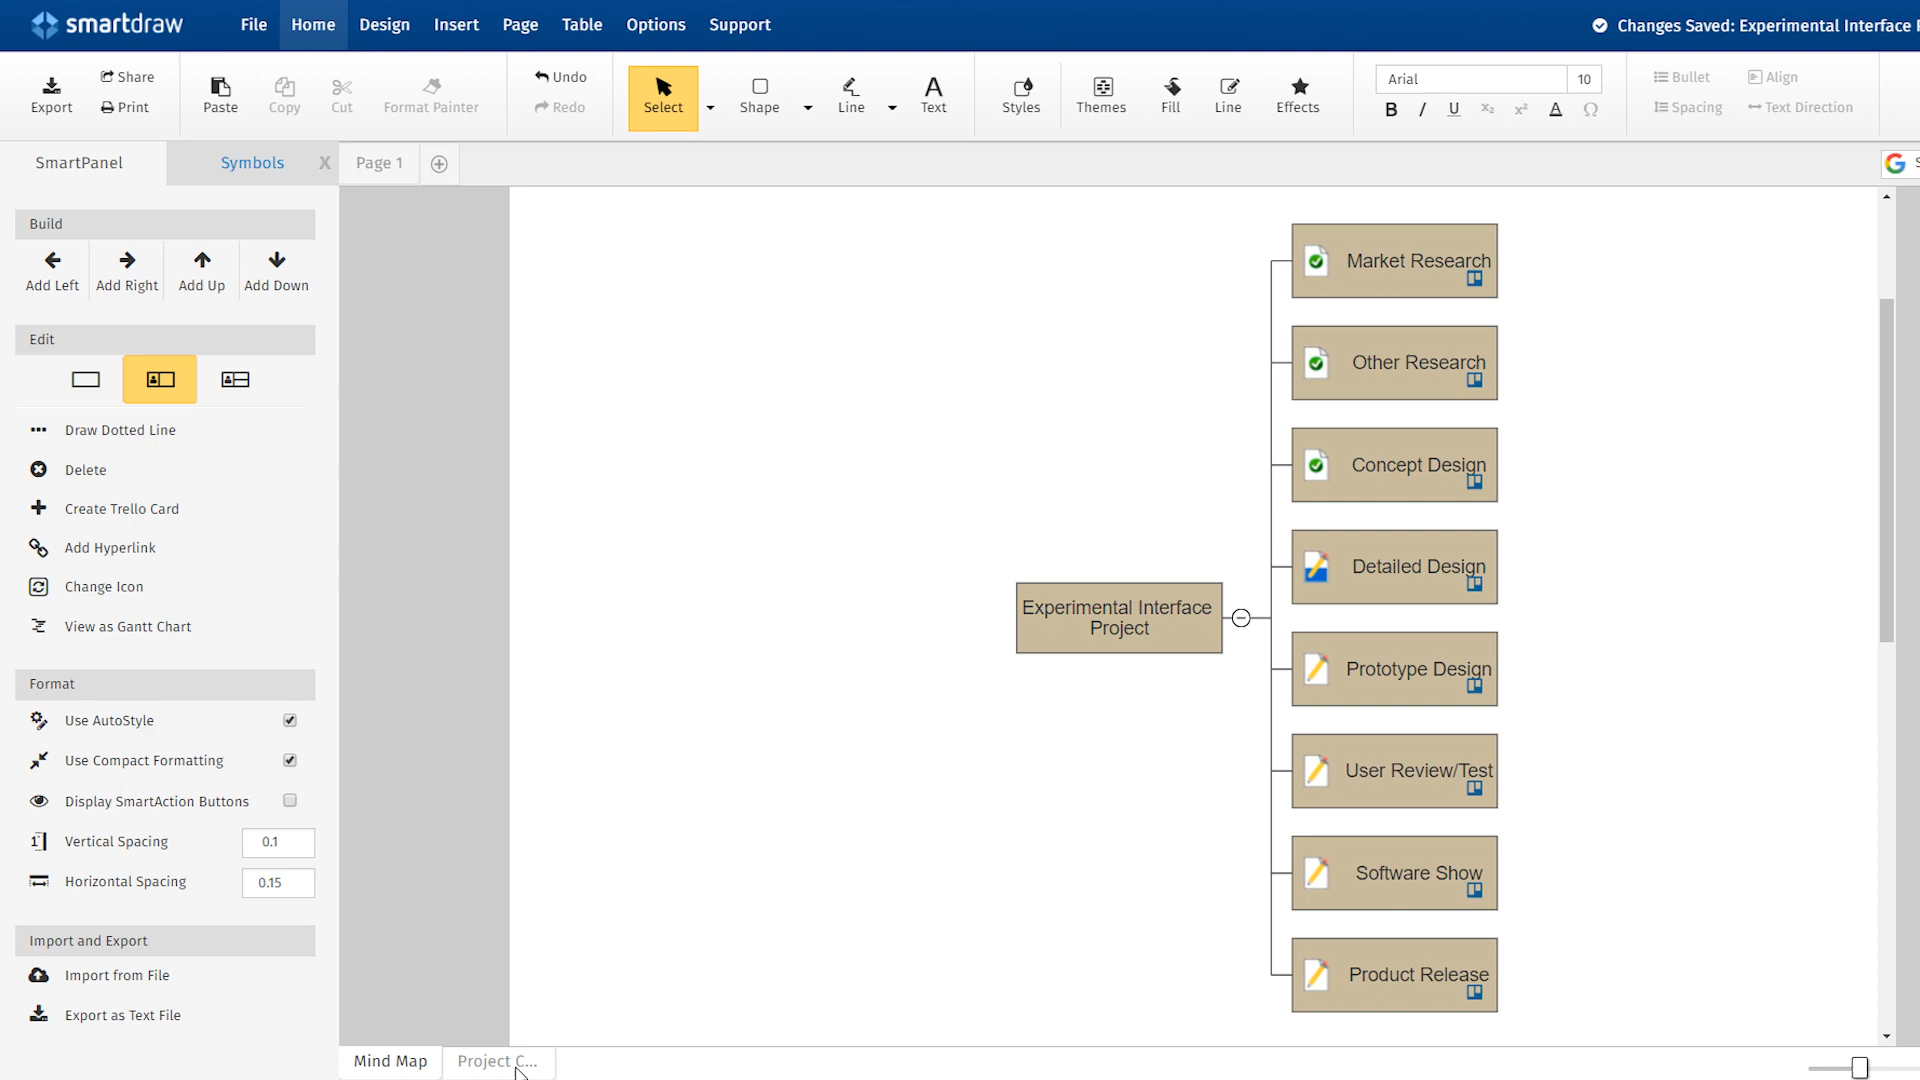 smartdraw File Home Design Insert Page Table Options Support Changes Saved: Experimental Interface
Export Share Print Paste Copy Cut Format Painter Undo Redo Select Shape Line Text Styles Themes Fill Line Effects Arial 10 B I U X₂ X² A Ω Bullet Spacing Align Text Direction
SmartPanel Symbols X Page 1
Build
Add Left Add Right Add Up Add Down
Edit
Draw Dotted Line
Delete
Create Trello Card
Add Hyperlink
Change Icon
View as Gantt Chart
Format
Use AutoStyle
Use Compact Formatting
Display SmartAction Buttons
Vertical Spacing 0.1
Horizontal Spacing 0.15
Import and Export
Import from File
Export as Text File
Experimental Interface
Project
Market Research
Other Research
Concept Design
Detailed Design
Prototype Design
User Review/Test
Software Show
Product Release
Mind Map Project C...